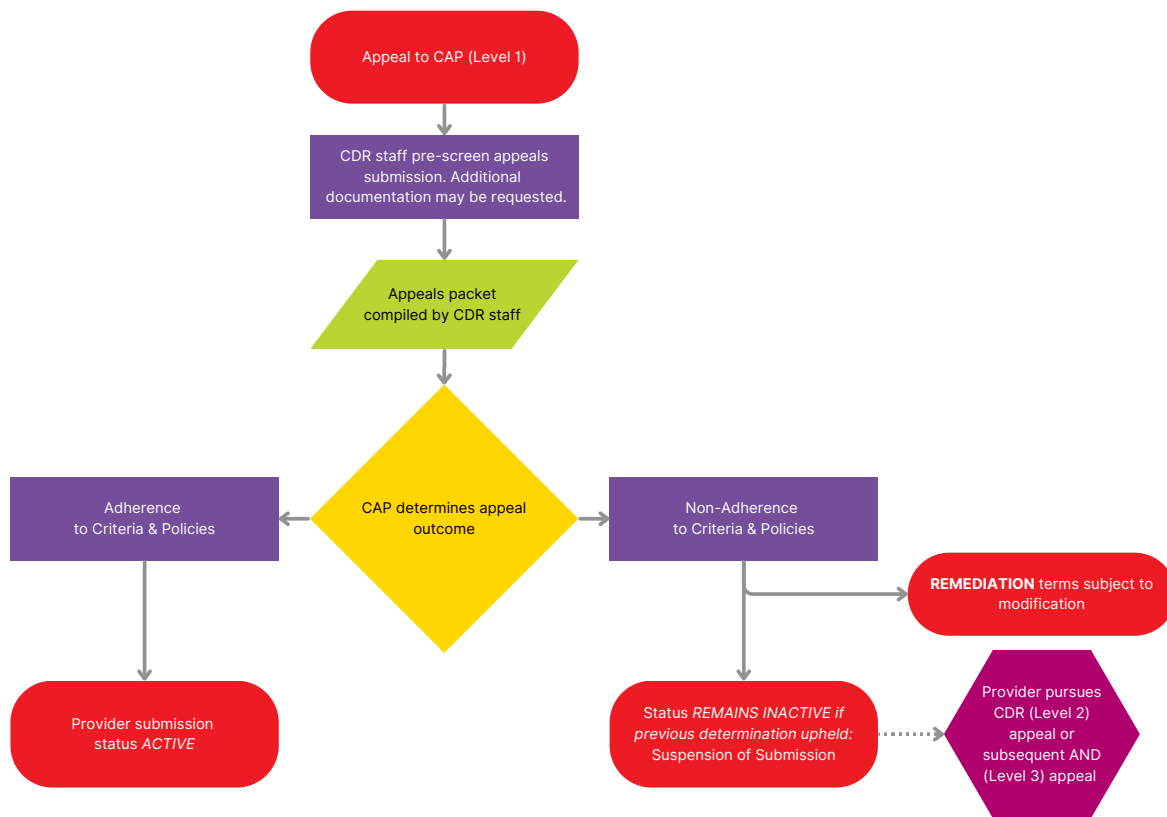 Appeal to CAP (Level 1)
CDR staff pre-screen appeals
submission. Additional
documentation may be requested.
Appeals packet
compiled by CDR staff
CAP determines appeal
outcome
Adherence
to Criteria & Policies
Non-Adherence
to Criteria & Policies
REMEDIATION terms subject to
modification
Provider submission
status ACTIVE
Status REMAINS INACTIVE if
previous determination upheld:
Suspension of Submission
Provider pursues
CDR (Level 2)
appeal or
subsequent AND
(Level 3) appeal